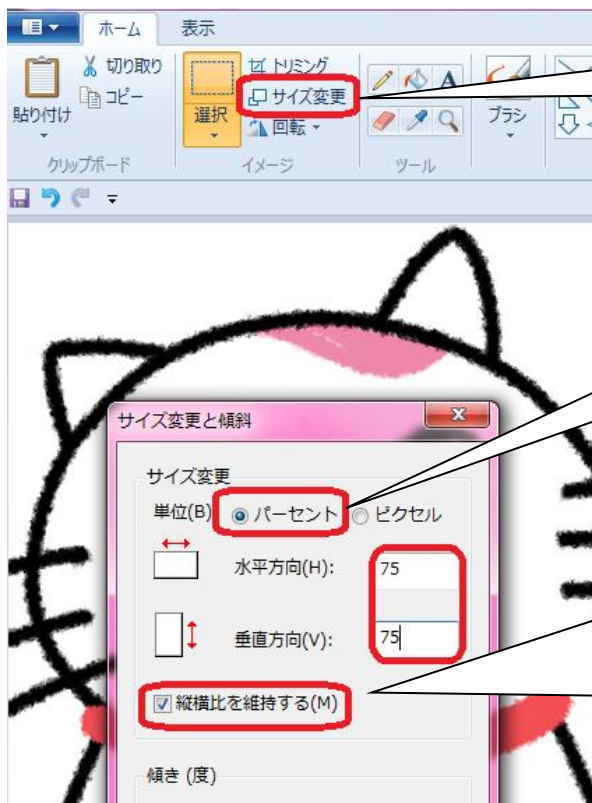 ホーム 表示
切り取り
コピー
貼り付け
クリップボード
トリミング
サイズ変更
回転
選択
イメージ
A
ツール
ブラシ
サイズ変更と傾斜
サイズ変更
単位(B) パーセント ピクセル
水平方向(H): 75
垂直方向(V): 75
縦横比を維持する(M)
傾き (度)